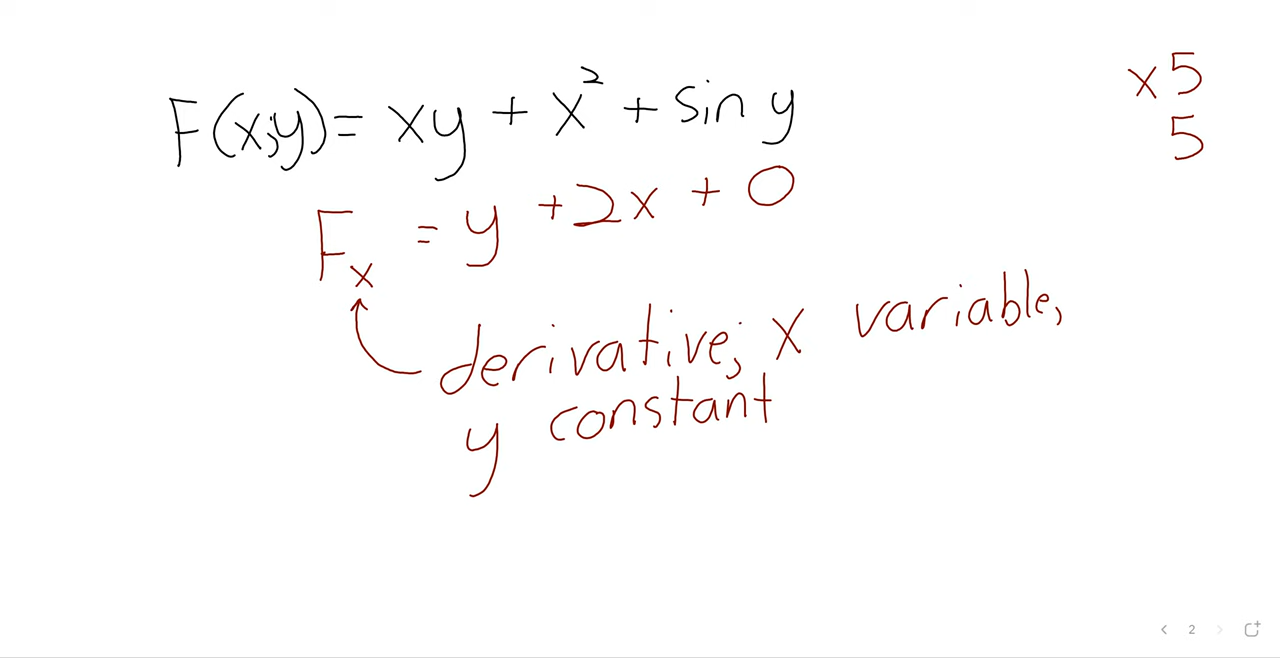 F(x,y) = xy + x² + sin y
x5
5
F_x = y + 2x + 0
derivative; x variable,
y constant
2